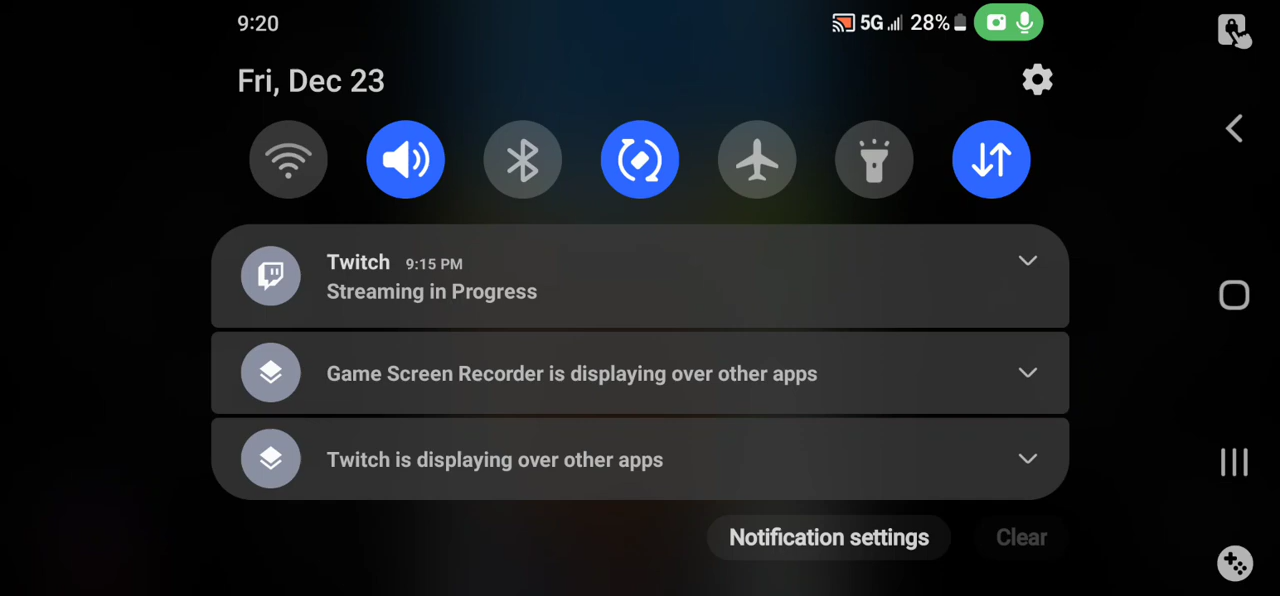 9:20 5G 28%
Fri, Dec 23
Twitch 9:15 PM
Streaming in Progress
Game Screen Recorder is displaying over other apps
Twitch is displaying over other apps
Notification settings Clear